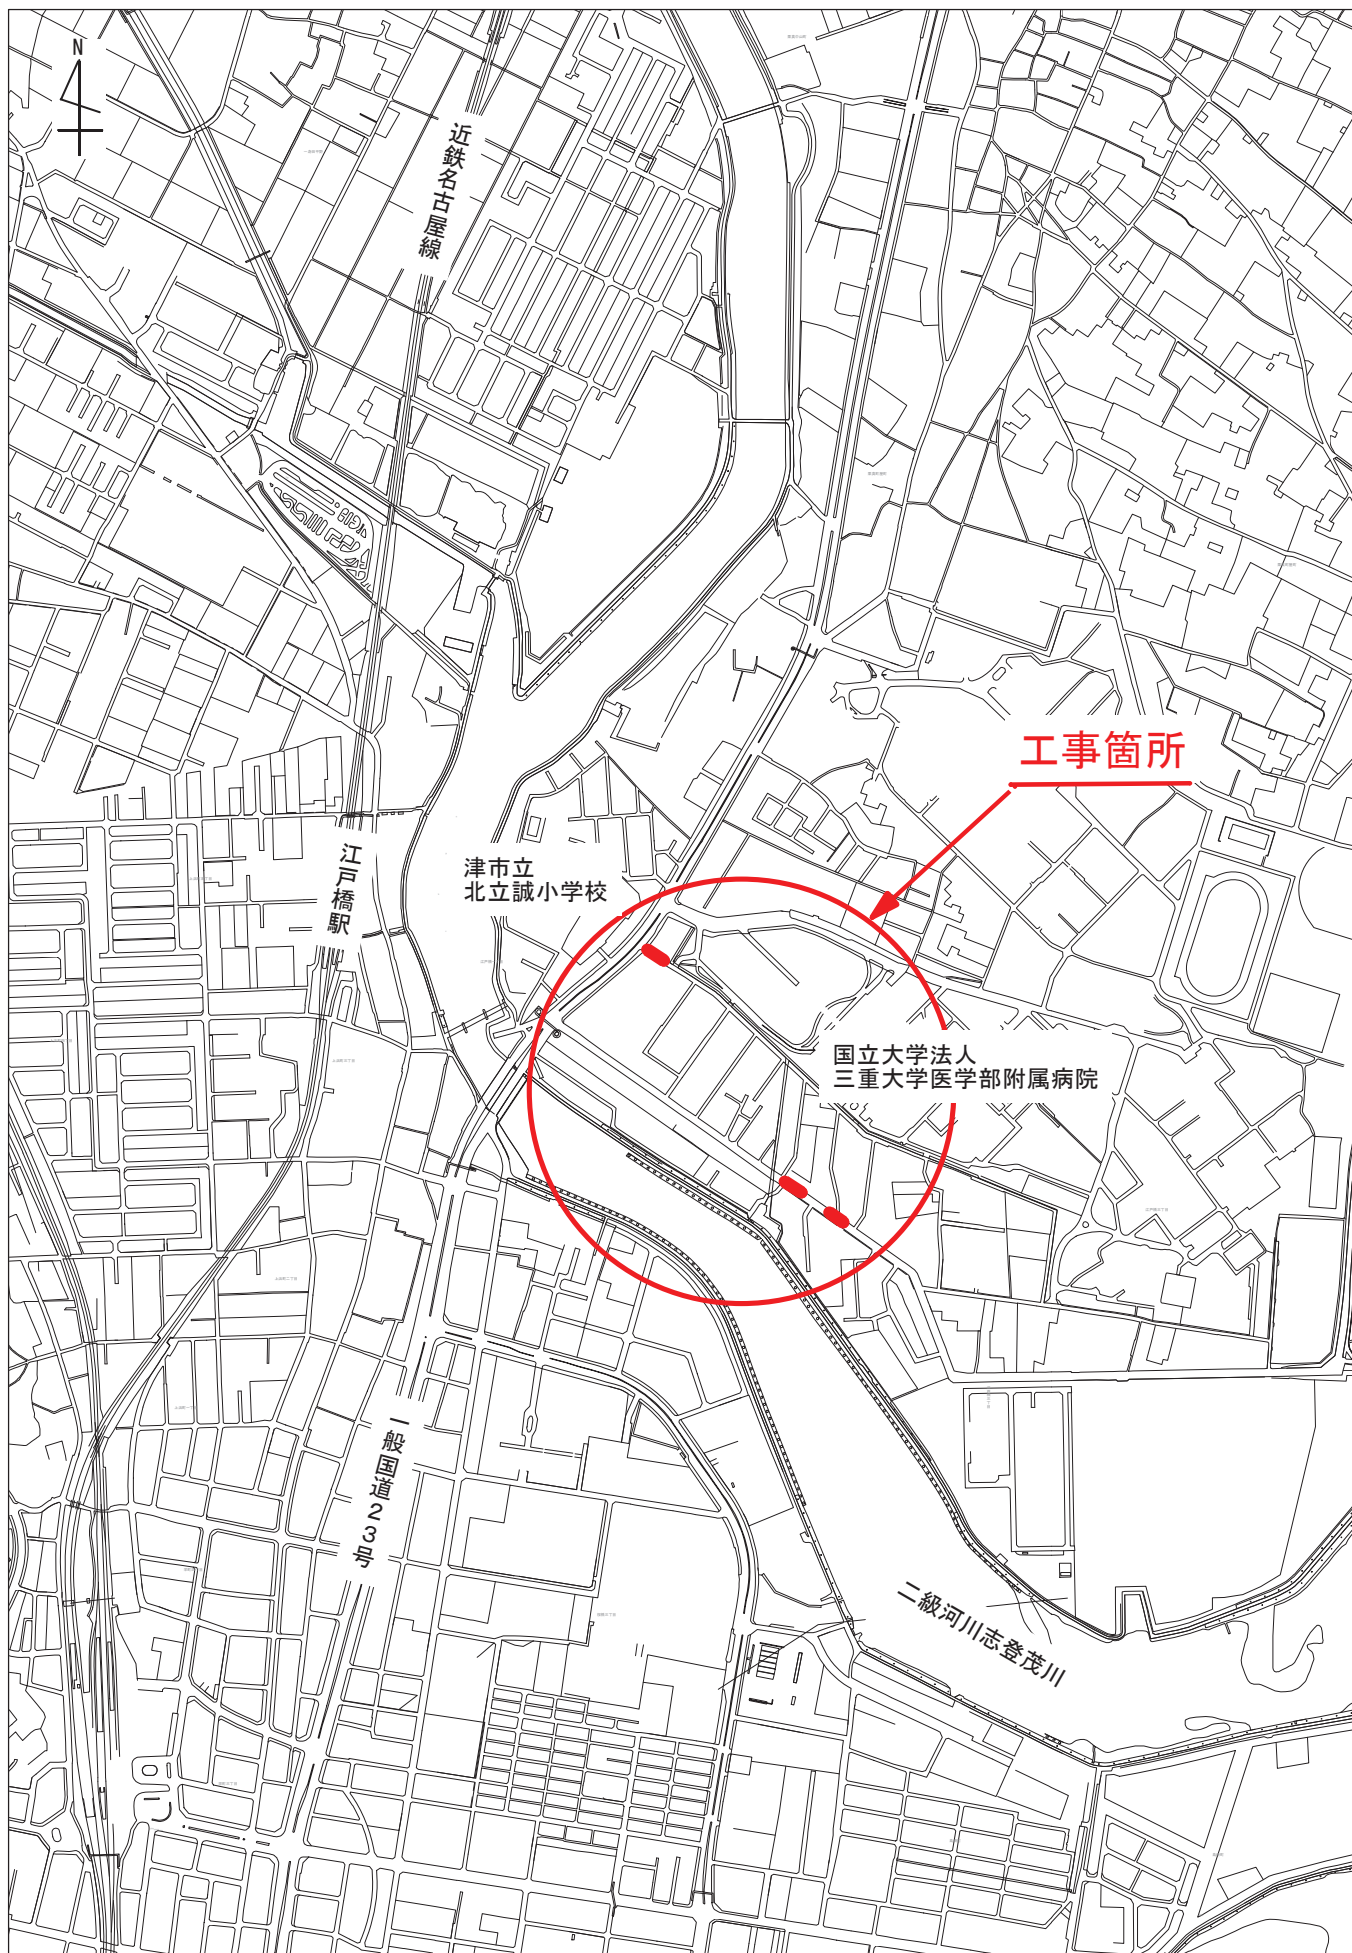 N
近鉄名古屋線
工事箇所
江戸橋駅
津市立
北立誠小学校
国立大学法人
三重大学医学部附属病院
一般国道23号
二級河川志登茂川